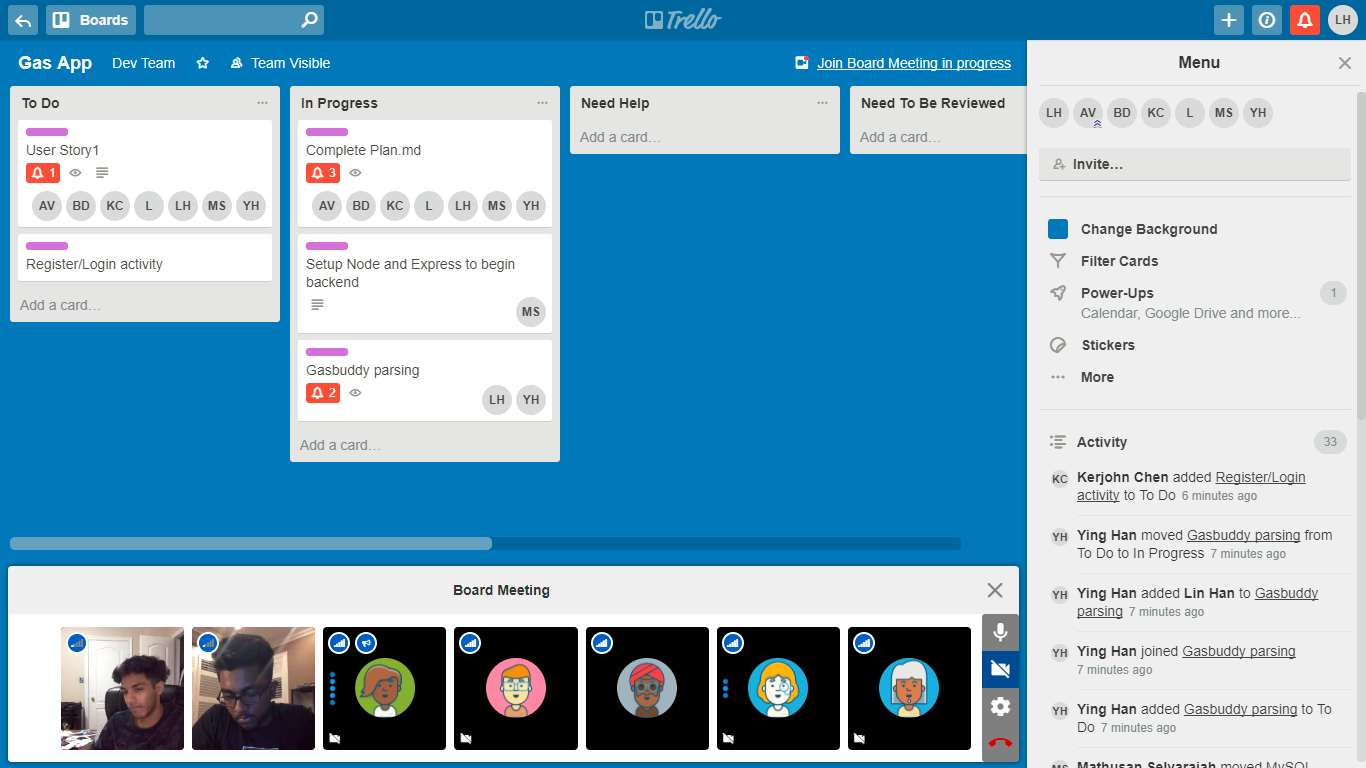 Boards
Trello
LH
Gas App
Dev Team
Team Visible
Join Board Meeting in progress
To Do
User Story1
1
AV BD KC L LH MS YH
Register/Login activity
Add a card…
In Progress
Complete Plan.md
3
AV BD KC L LH MS YH
Setup Node and Express to begin
backend
MS
Gasbuddy parsing
2
LH YH
Add a card…
Need Help
Add a card…
Need To Be Reviewed
Add a card…
Menu
LH AV BD KC L MS YH
Invite…
Change Background
Filter Cards
Power-Ups 1
Calendar, Google Drive and more...
Stickers
More
Activity 33
KC Kerjohn Chen added Register/Login
activity to To Do 6 minutes ago
YH Ying Han moved Gasbuddy parsing from
To Do to In Progress 7 minutes ago
YH Ying Han added Lin Han to Gasbuddy
parsing 7 minutes ago
YH Ying Han joined Gasbuddy parsing
7 minutes ago
YH Ying Han added Gasbuddy parsing to To
Do 7 minutes ago
MS Mathusan Selvarajah moved MySQL
Board Meeting